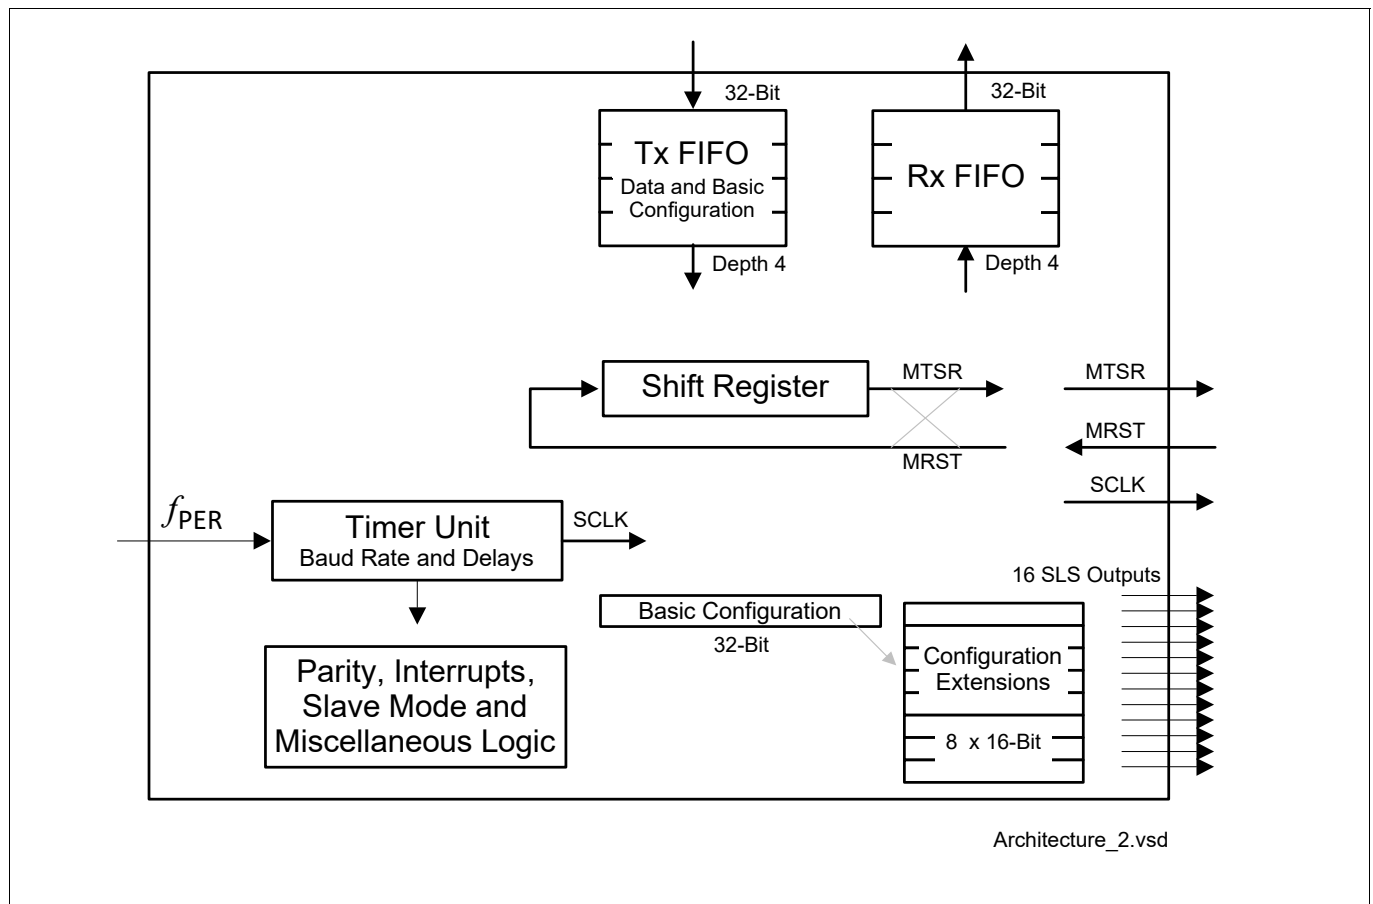 32-Bit
32-Bit
Tx FIFO
Data and Basic
Configuration
Rx FIFO
Depth 4
Depth 4
Shift Register
MTSR
MRST
MTSR
MRST
SCLK
fPER
Timer Unit
Baud Rate and Delays
SCLK
16 SLS Outputs
Basic Configuration
32-Bit
Configuration
Extensions
8 x 16-Bit
Parity, Interrupts,
Slave Mode and
Miscellaneous Logic
Architecture_2.vsd